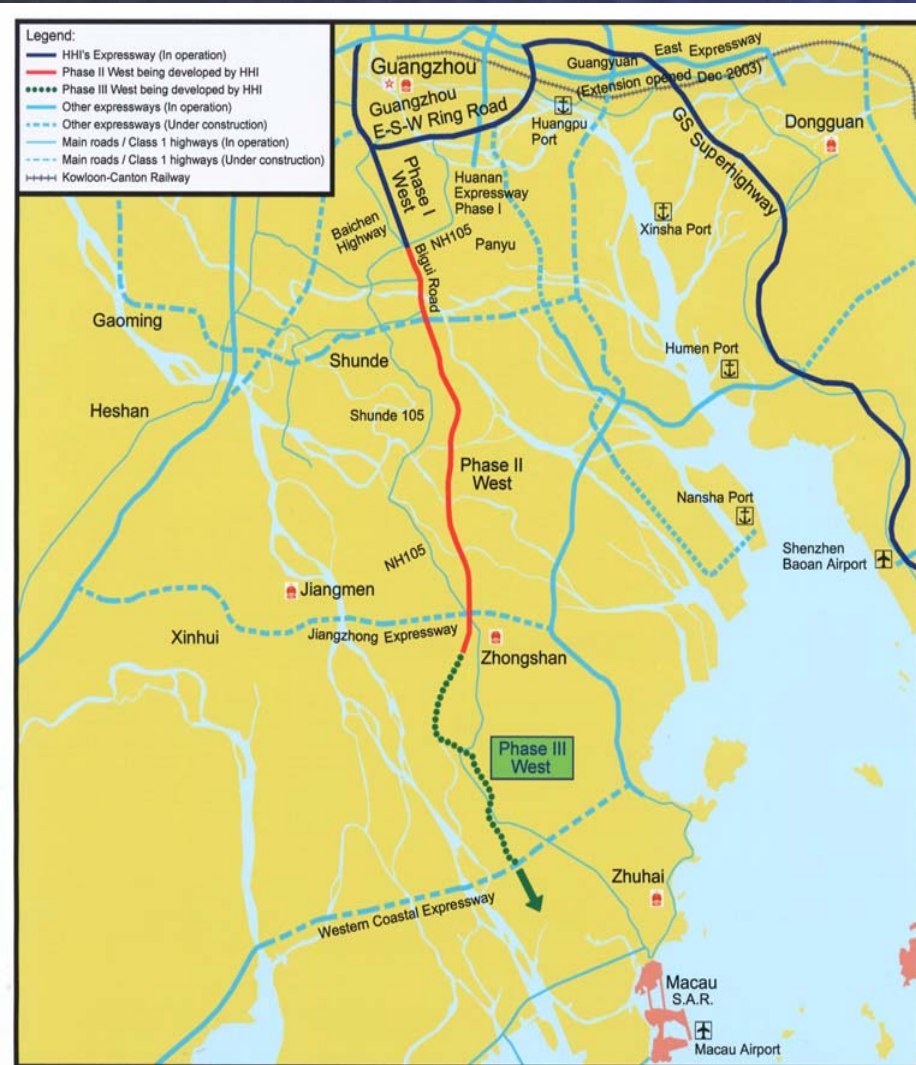 Legend:
HHI's Expressway (In operation)
Phase II West being developed by HHI
Phase III West being developed by HHI
Other expressways (In operation)
Other expressways (Under construction)
Main roads / Class 1 highways (In operation)
Main roads / Class 1 highways (Under construction)
Kowloon-Canton Railway
Guangzhou
Guangzhou
E-S-W Ring Road
Guangyuan East Expressway
(Extension opened Dec 2003)
Huangpu
Port
GS Superhighway
Dongguan
Phase I
West
Huanan
Expressway
Phase I
Baichen
Highway
NH105
Panyu
Xinsha Port
Bigui Road
Gaoming
Shunde
Humen Port
Heshan
Shunde 105
Phase II
West
Nansha Port
NH105
Shenzhen
Baoan Airport
Jiangmen
Xinhui
Jiangzhong Expressway
Zhongshan
Phase III
West
Zhuhai
Western Coastal Expressway
Macau
S.A.R.
Macau Airport